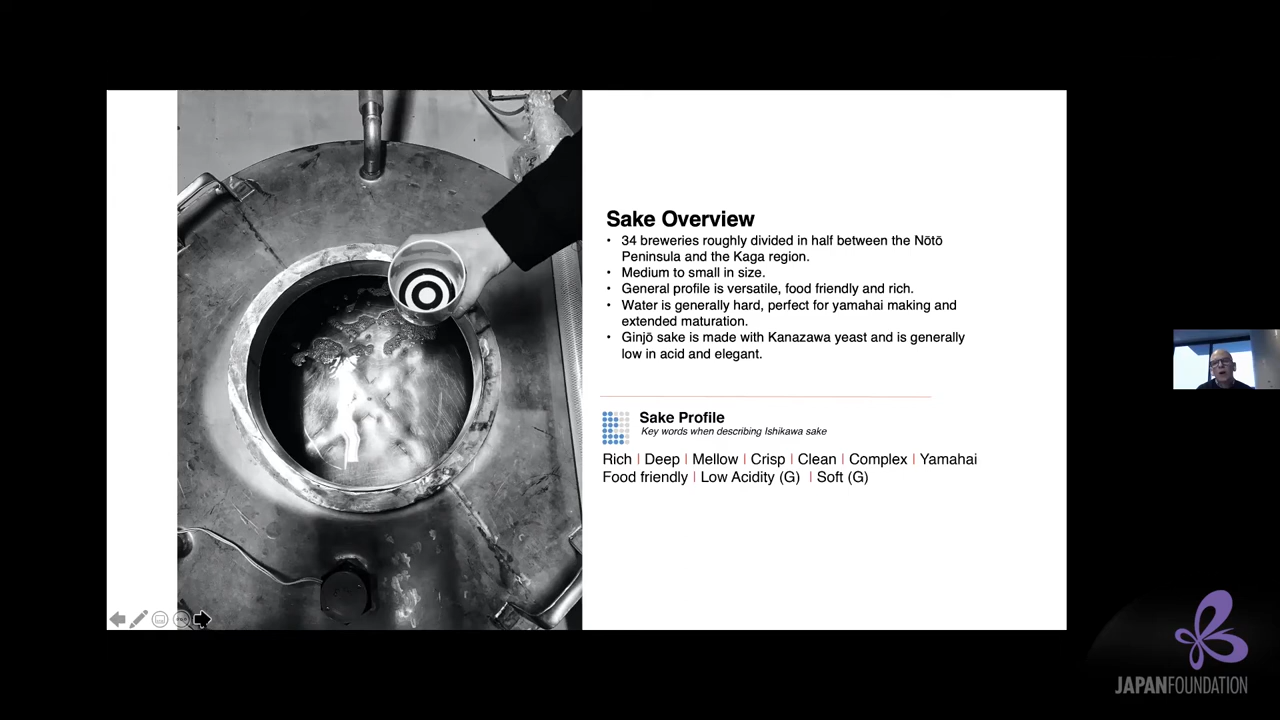 Sake Overview
• 34 breweries roughly divided in half between the Nōtō
Peninsula and the Kaga region.
• Medium to small in size.
• General profile is versatile, food friendly and rich.
• Water is generally hard, perfect for yamahai making and
extended maturation.
• Ginjō sake is made with Kanazawa yeast and is generally
low in acid and elegant.
Sake Profile
Key words when describing Ishikawa sake
Rich | Deep | Mellow | Crisp | Clean | Complex | Yamahai
Food friendly | Low Acidity (G) | Soft (G)
JAPANFOUNDATION